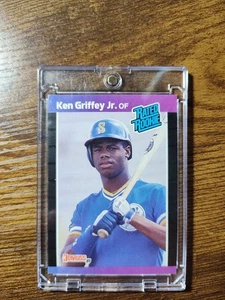 Ken Griffey Jr. OF
RATED
ROOKIE
S
Donruss